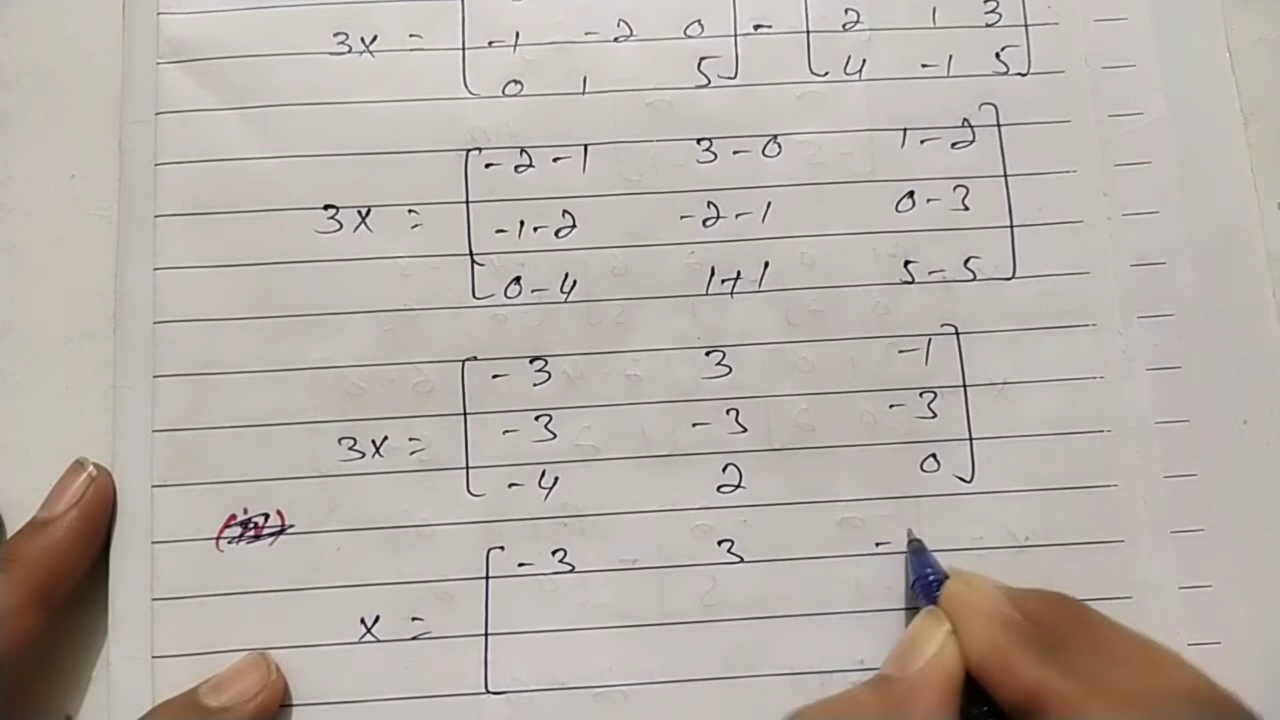 3x = [ -1 -2 0 ] - [ 2 1 3 ]
0 1 5 4 -1 5
-2-1 3-0 1-2
3x = -1-2 -2-1 0-3
0-4 1+1 5-5
-3 3 -1
3x = -3 -3 -3
-4 2 0
-3 3 -
x =